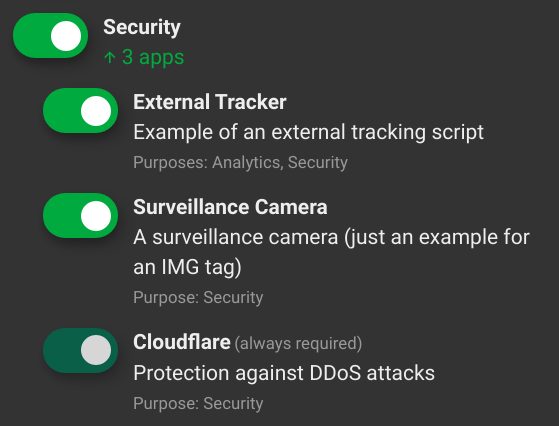 Security
↑ 3 apps
External Tracker
Example of an external tracking script
Purposes: Analytics, Security
Surveillance Camera
A surveillance camera (just an example for
an IMG tag)
Purpose: Security
Cloudflare (always required)
Protection against DDoS attacks
Purpose: Security